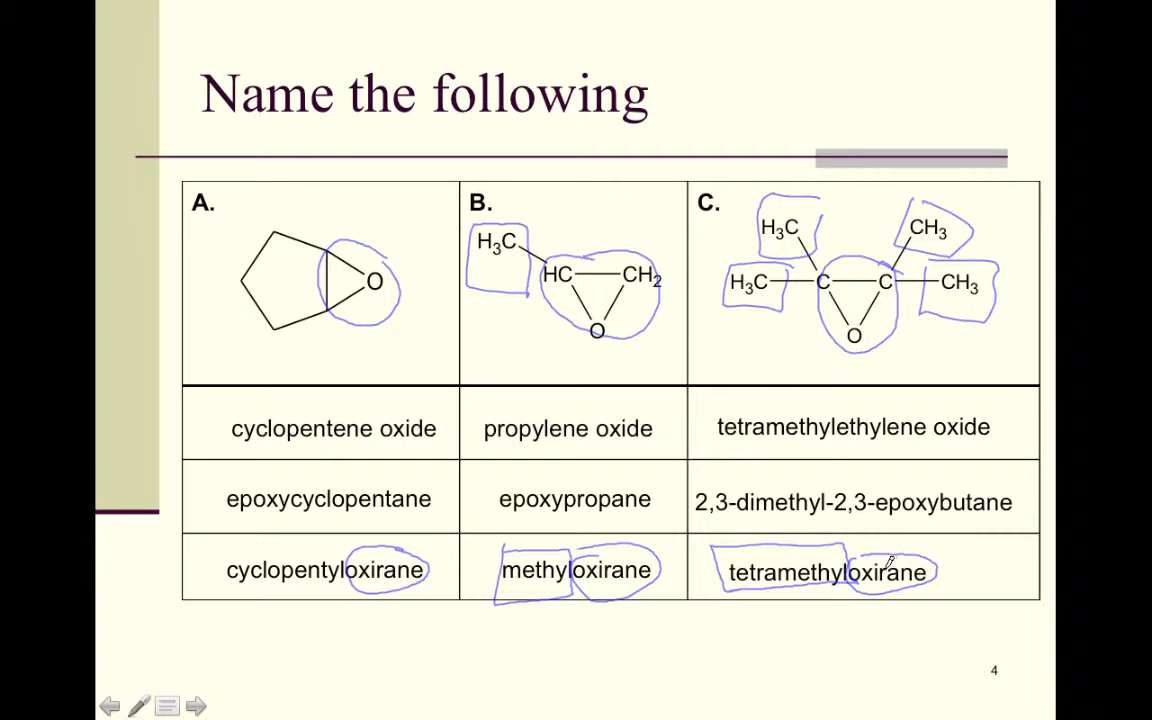 Name the following
A.
O
B.
H₃C
HC
CH₂
O
C.
H₃C
CH₃
H₃C
C
C
CH₃
O
cyclopentene oxide
propylene oxide
tetramethylethylene oxide
epoxycyclopentane
epoxypropane
2,3-dimethyl-2,3-epoxybutane
cyclopentyloxirane
methyloxirane
tetramethyloxirane
4